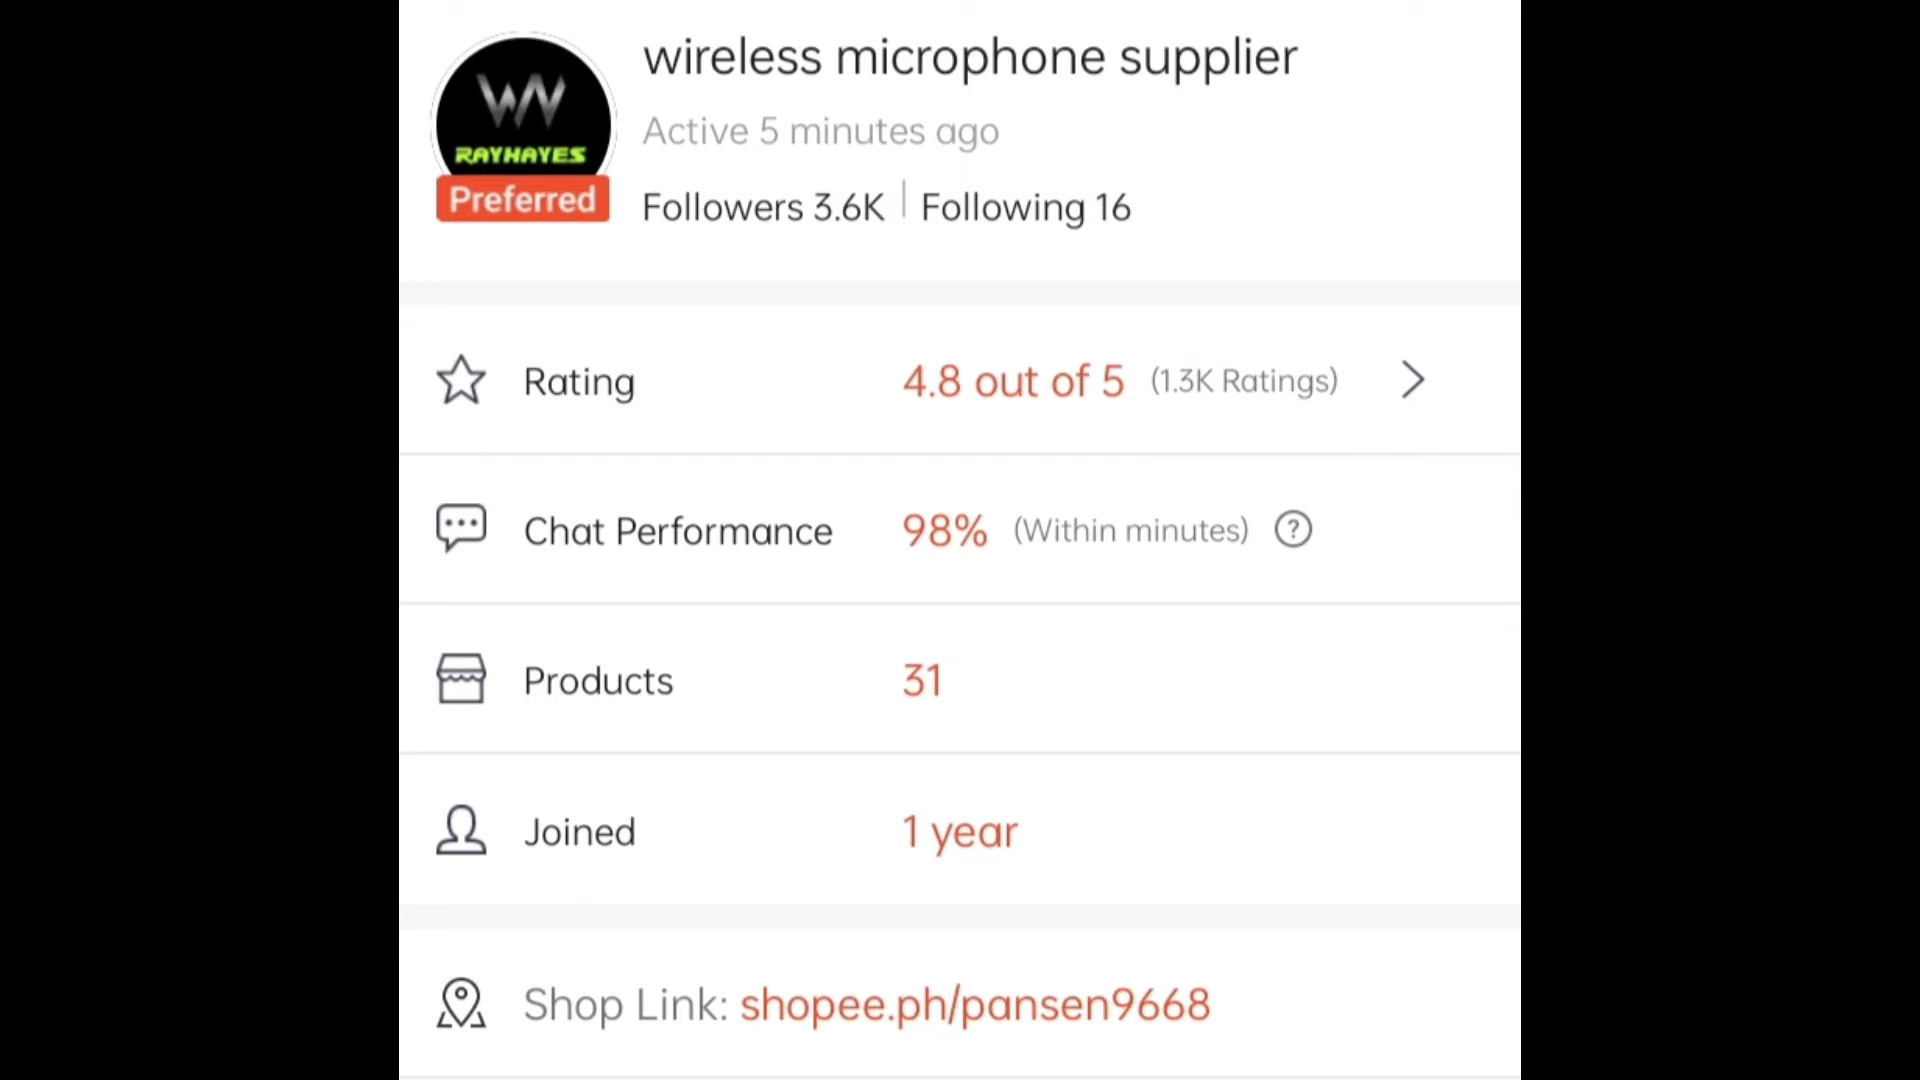 wireless microphone supplier
Active 5 minutes ago
RAYHAYES
Preferred
Followers 3.6K | Following 16
Rating 4.8 out of 5 (1.3K Ratings)
Chat Performance 98% (Within minutes) ?
Products 31
Joined 1 year
Shop Link: shopee.ph/pansen9668